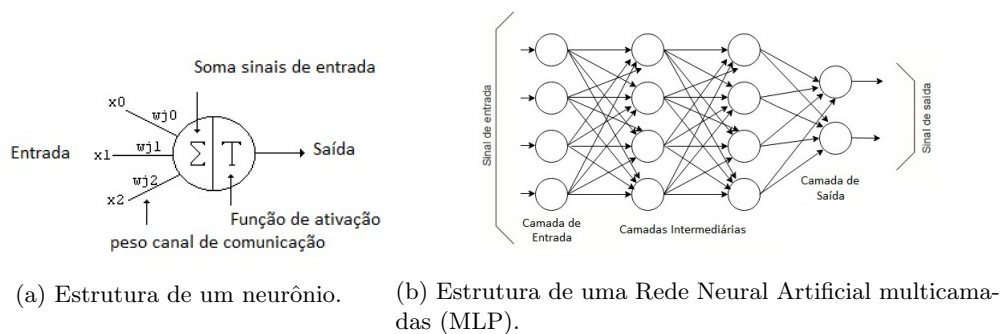 Soma sinais de entrada
x0
wj0
Entrada
x1
wj1
Σ
T
Saída
wj2
x2
Função de ativação
peso canal de comunicação
(a) Estrutura de um neurônio.
Sinal de entrada
Sinal de saída
Camada de
Entrada
Camadas Intermediárias
Camada de
Saída
(b) Estrutura de uma Rede Neural Artificial multicama-
das (MLP).